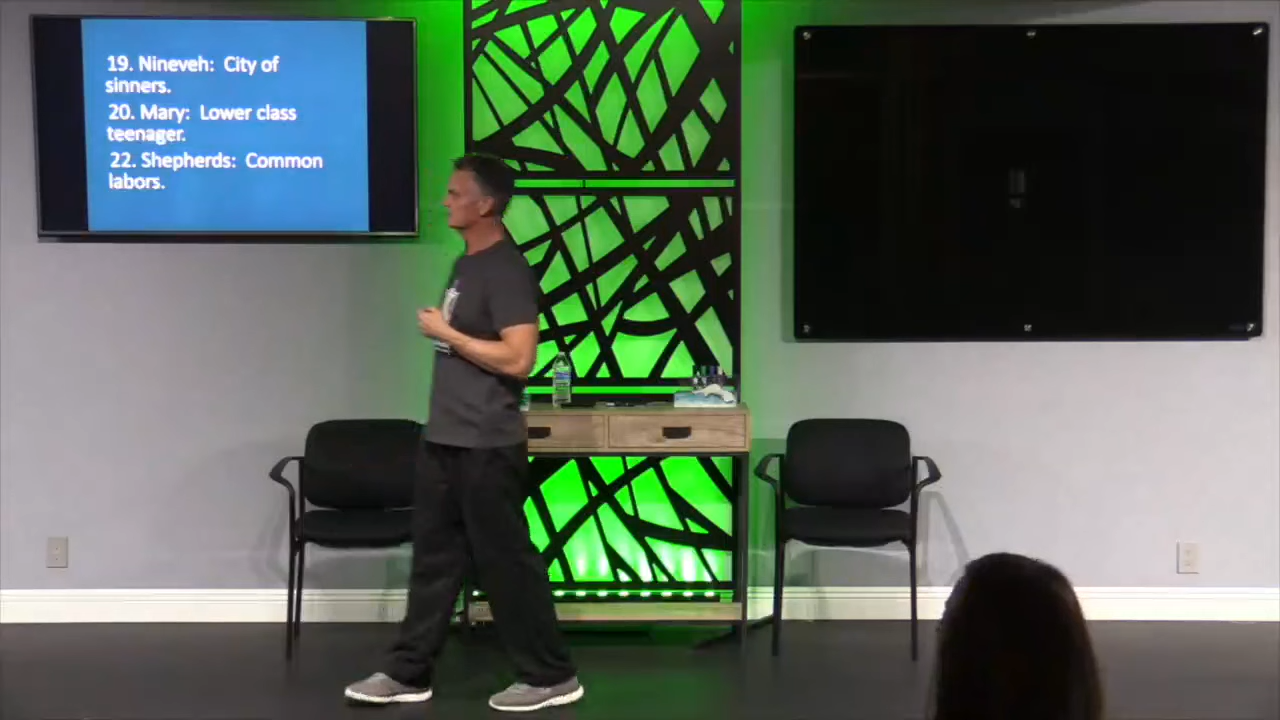 19. Nineveh:  City of
sinners.
20. Mary:  Lower class
teenager.
22. Shepherds:  Common
labors.